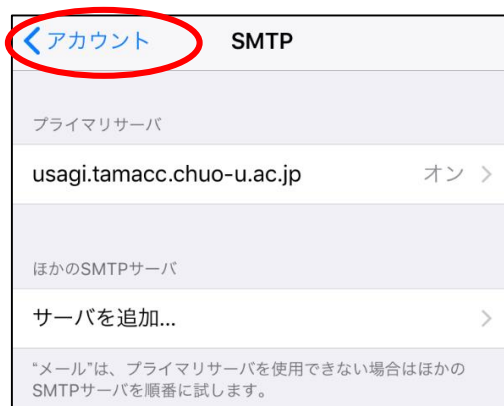 アカウント SMTP
プライマリサーバ
usagi.tamacc.chuo-u.ac.jp オン
ほかのSMTPサーバ
サーバを追加...
“メール”は、プライマリサーバを使用できない場合はほかの
SMTPサーバを順番に試します。